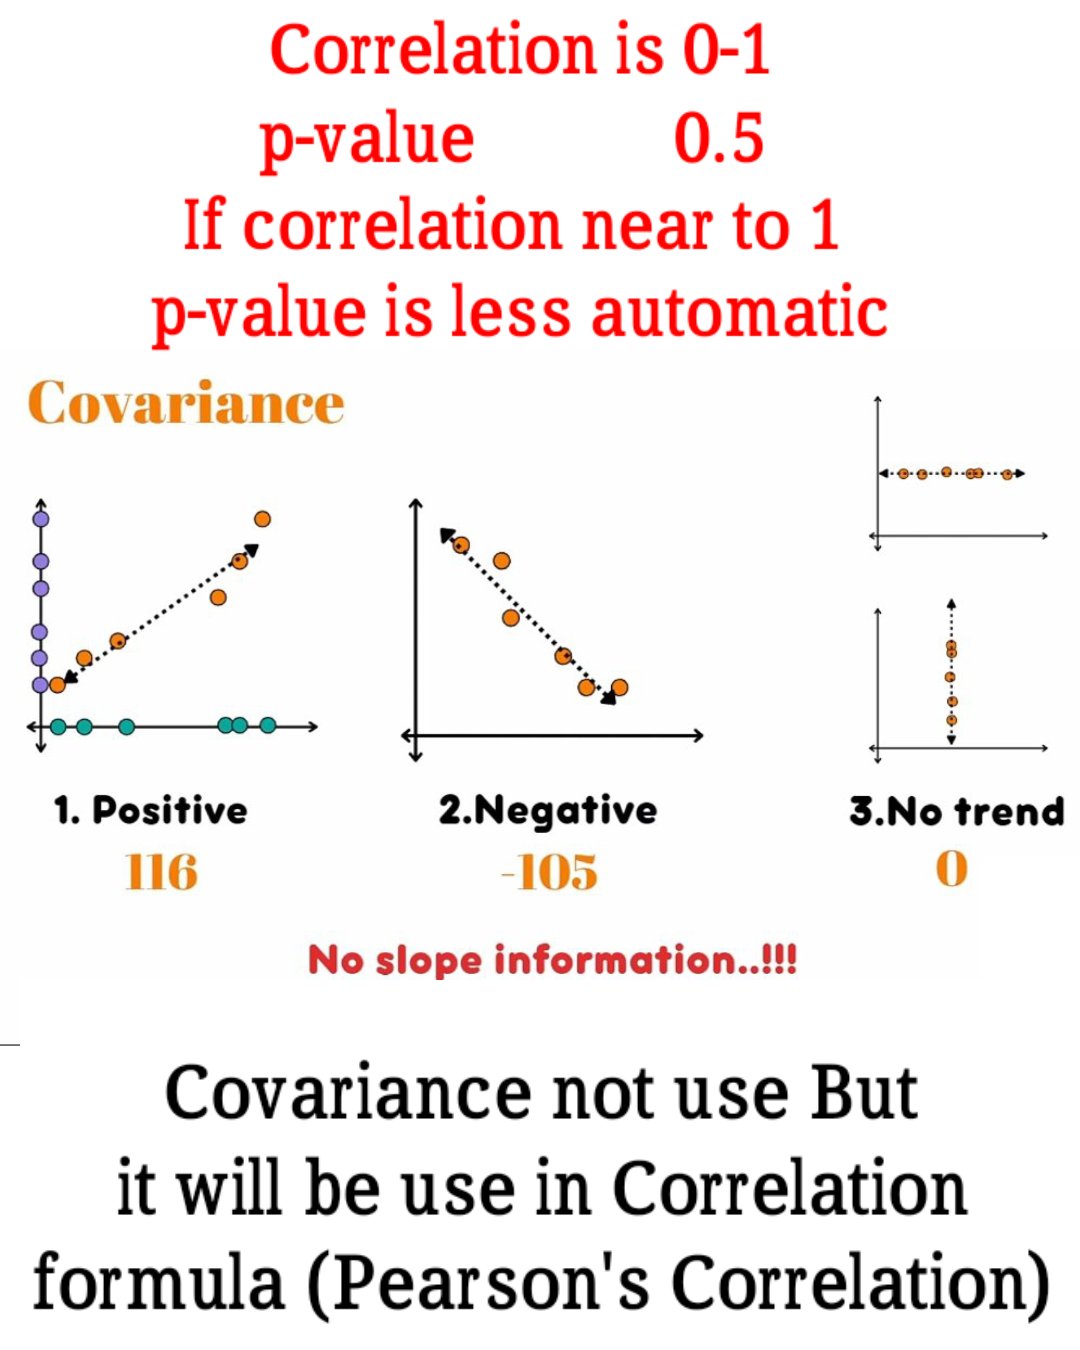 Correlation is 0-1
p-value 0.5
If correlation near to 1
p-value is less automatic
Covariance
1. Positive
116
2.Negative
-105
3.No trend
0
No slope information..!!!
Covariance not use But
it will be use in Correlation
formula (Pearson's Correlation)